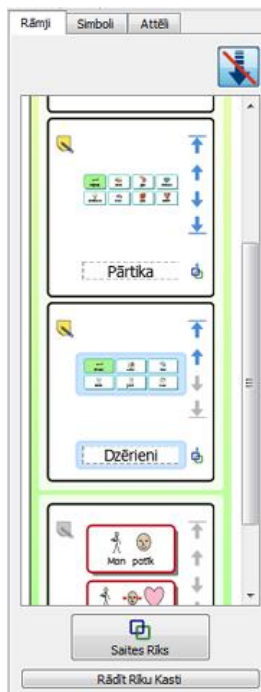 Rāmji Simboli Attēli
Pārtika
Dzērieni
Man patīk
Saites Rīks
Rādīt Rīku Kasti